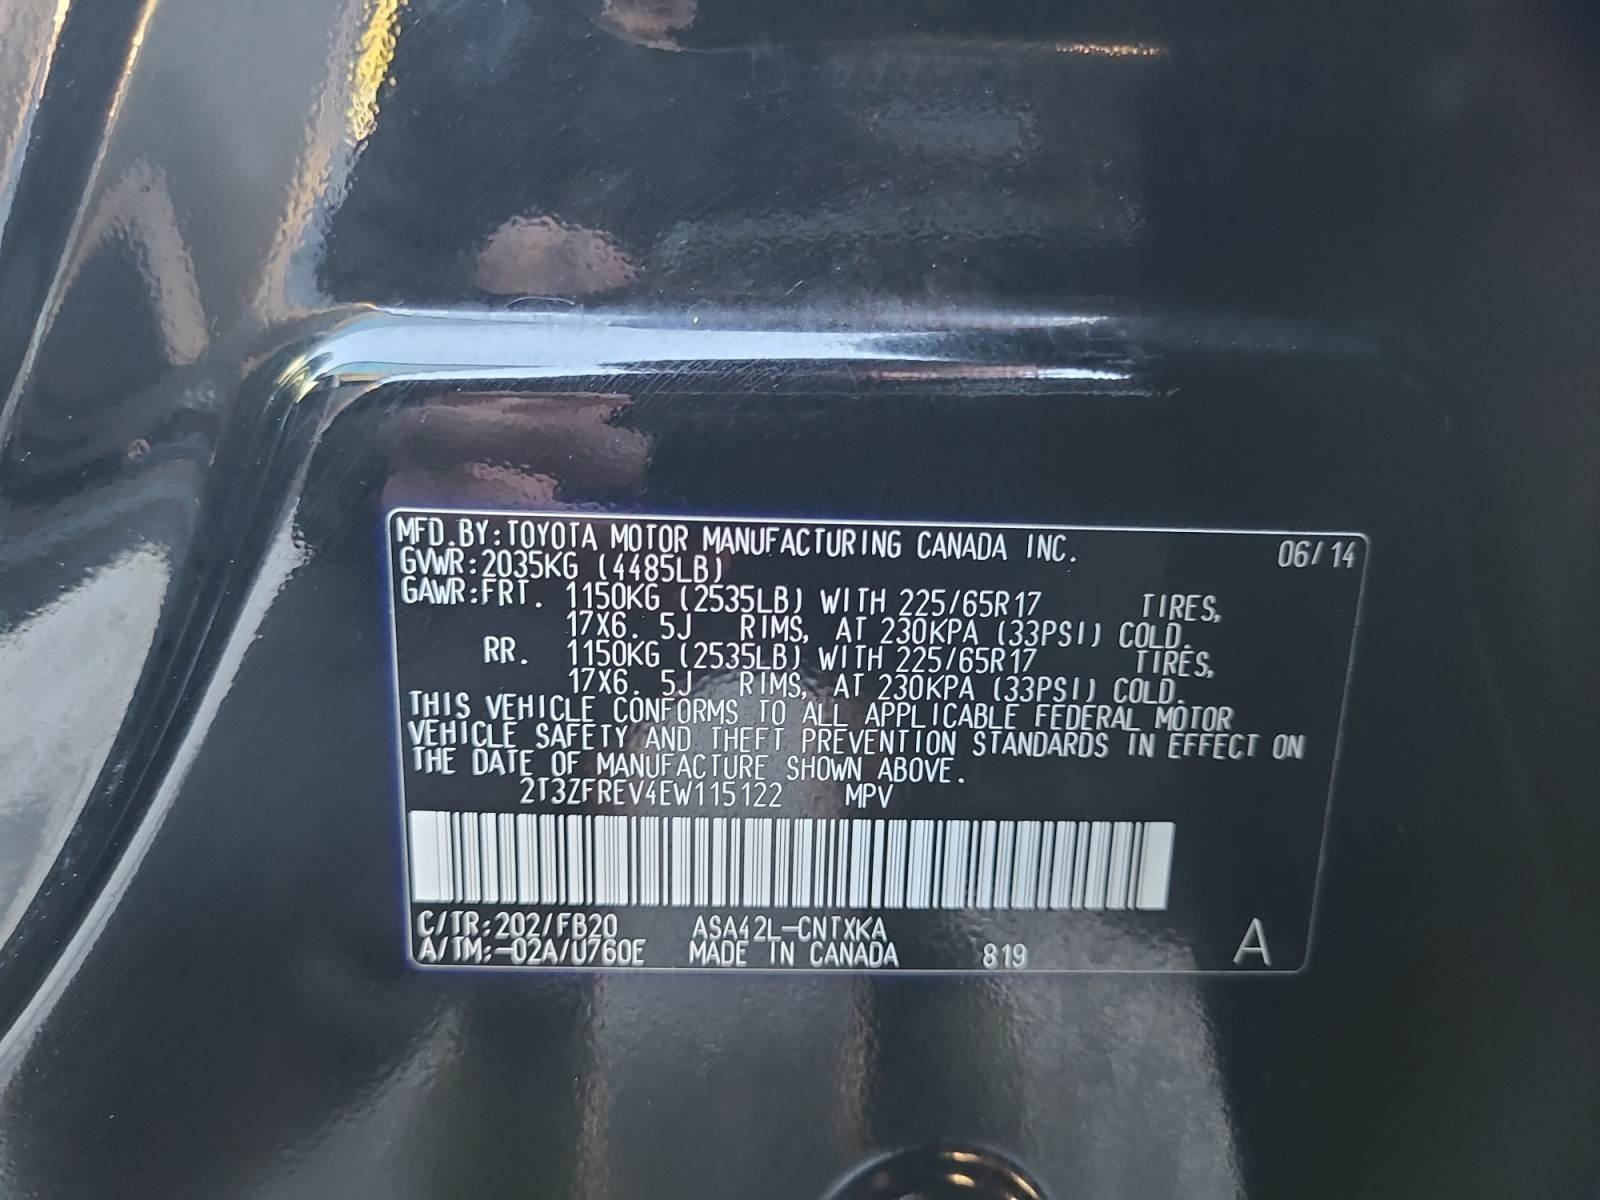 MFD.BY:TOYOTA MOTOR MANUFACTURING CANADA INC. 06/14
GVWR:2035KG (4485LB)
GAWR:FRT. 1150KG (2535LB) WITH 225/65R17 TIRES,
17X6.5J RIMS, AT 230KPA (33PSI) COLD.
RR. 1150KG (2535LB) WITH 225/65R17 TIRES,
17X6.5J RIMS, AT 230KPA (33PSI) COLD.
THIS VEHICLE CONFORMS TO ALL APPLICABLE FEDERAL MOTOR
VEHICLE SAFETY AND THEFT PREVENTION STANDARDS IN EFFECT ON
THE DATE OF MANUFACTURE SHOWN ABOVE.
2T3ZFREV4EW115122 MPV
C/TR:202/FB20 ASA42L-CNTXKA
A/TM:-02A/U760E MADE IN CANADA 819 A